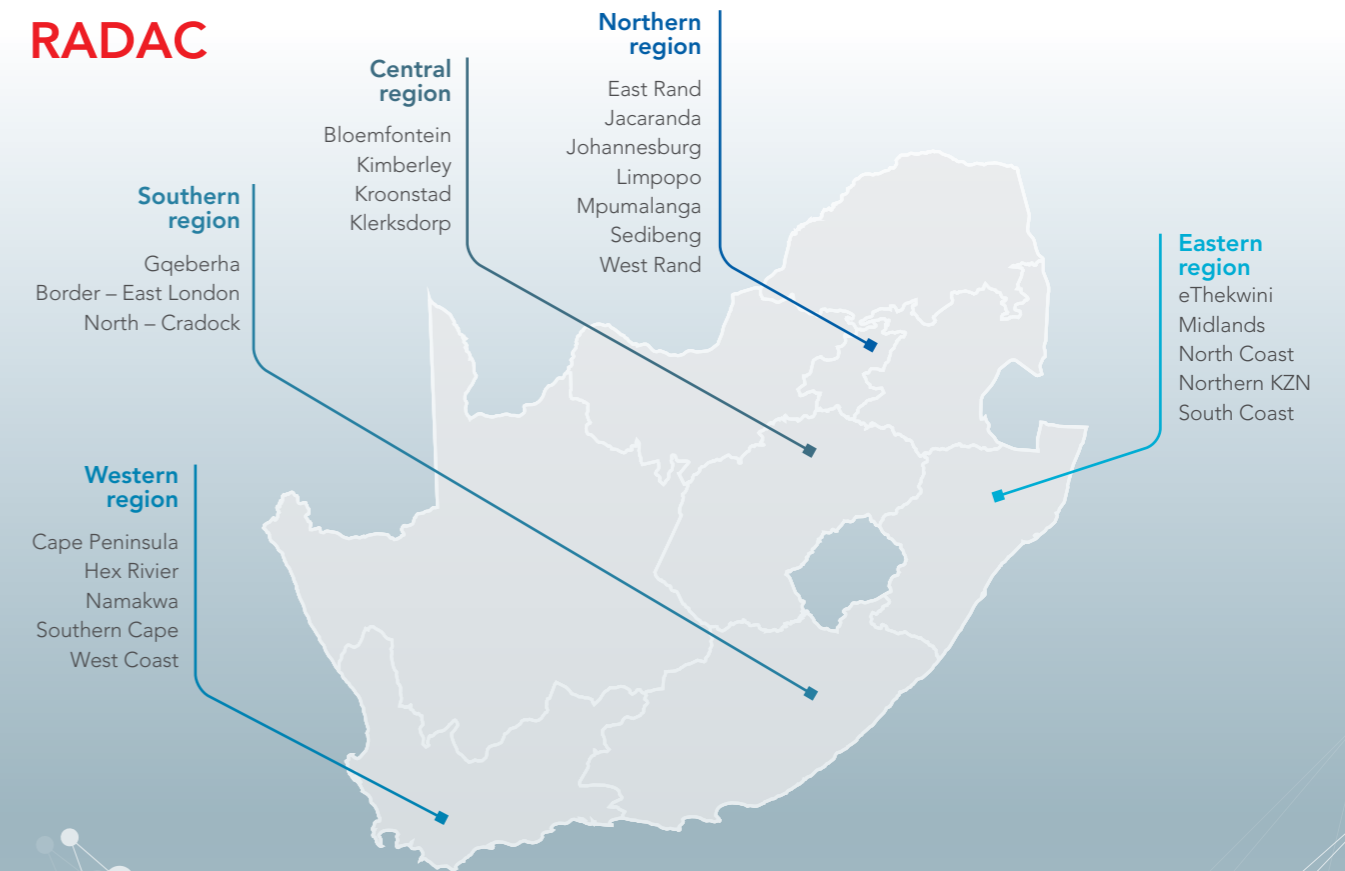 RADAC
Northern
region
East Rand
Jacaranda
Johannesburg
Limpopo
Mpumalanga
Sedibeng
West Rand
Central
region
Bloemfontein
Kimberley
Kroonstad
Klerksdorp
Southern
region
Gqeberha
Border – East London
North – Cradock
Eastern
region
eThekwini
Midlands
North Coast
Northern KZN
South Coast
Western
region
Cape Peninsula
Hex Rivier
Namakwa
Southern Cape
West Coast